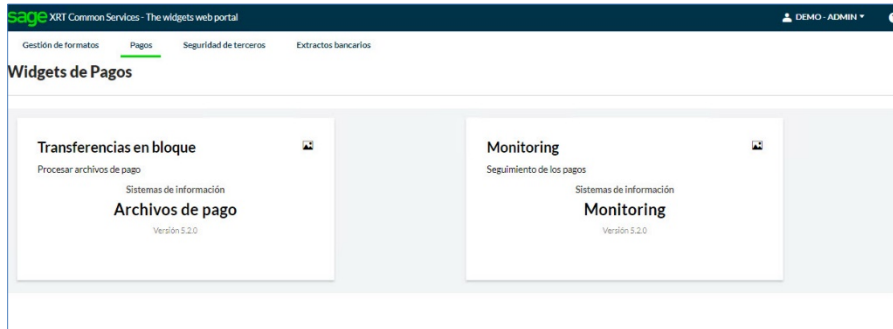 sage XRT Common Services - The widgets web portal
DEMO - ADMIN
Gestión de formatos Pagos Seguridad de terceros Extractos bancarios
Widgets de Pagos
Transferencias en bloque
Procesar archivos de pago
Sistemas de información
Archivos de pago
Versión 5.2.0
Monitoring
Seguimiento de los pagos
Sistemas de información
Monitoring
Versión 5.2.0